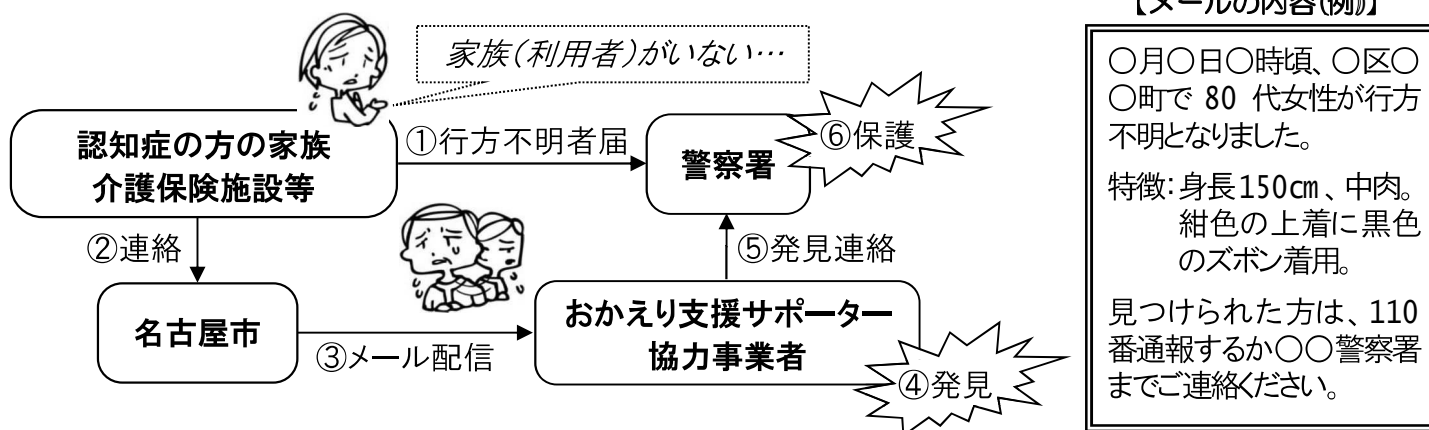 【メールの内容(例)】
家族(利用者)がいない…
認知症の方の家族
介護保険施設等
①行方不明者届
警察署
⑥保護
②連絡
⑤発見連絡
名古屋市
③メール配信
おかえり支援サポーター
協力事業者
④発見
〇月〇日〇時頃、〇区〇
〇町で 80 代女性が行方
不明となりました。
特徴:身長150㎝、中肉。
紺色の上着に黒色
のズボン着用。
見つけられた方は、110
番通報するか〇〇警察署
までご連絡ください。